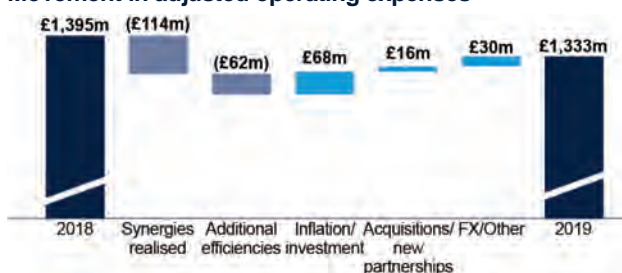 Movement in adjusted operating expenses
£1,395m (£114m) (£62m) £68m £16m £30m £1,333m
2018 Synergies realised Additional efficiencies Inflation/ investment Acquisitions/ new partnerships FX/Other 2019